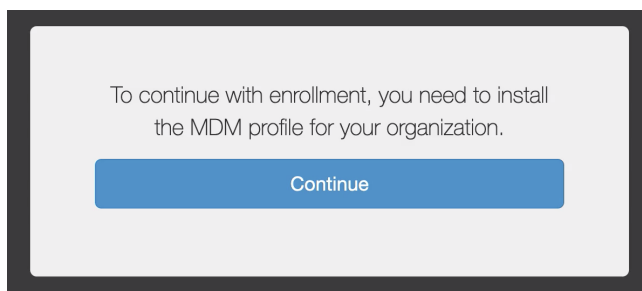 To continue with enrollment, you need to install
the MDM profile for your organization.
Continue